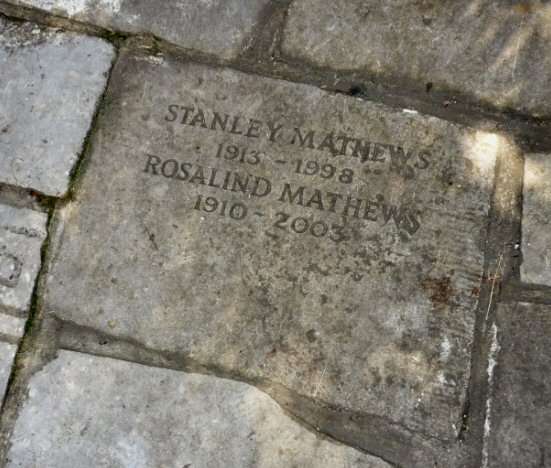 STANLEY MATHEWS
1913 - 1998
ROSALIND MATHEWS
1910 - 2003